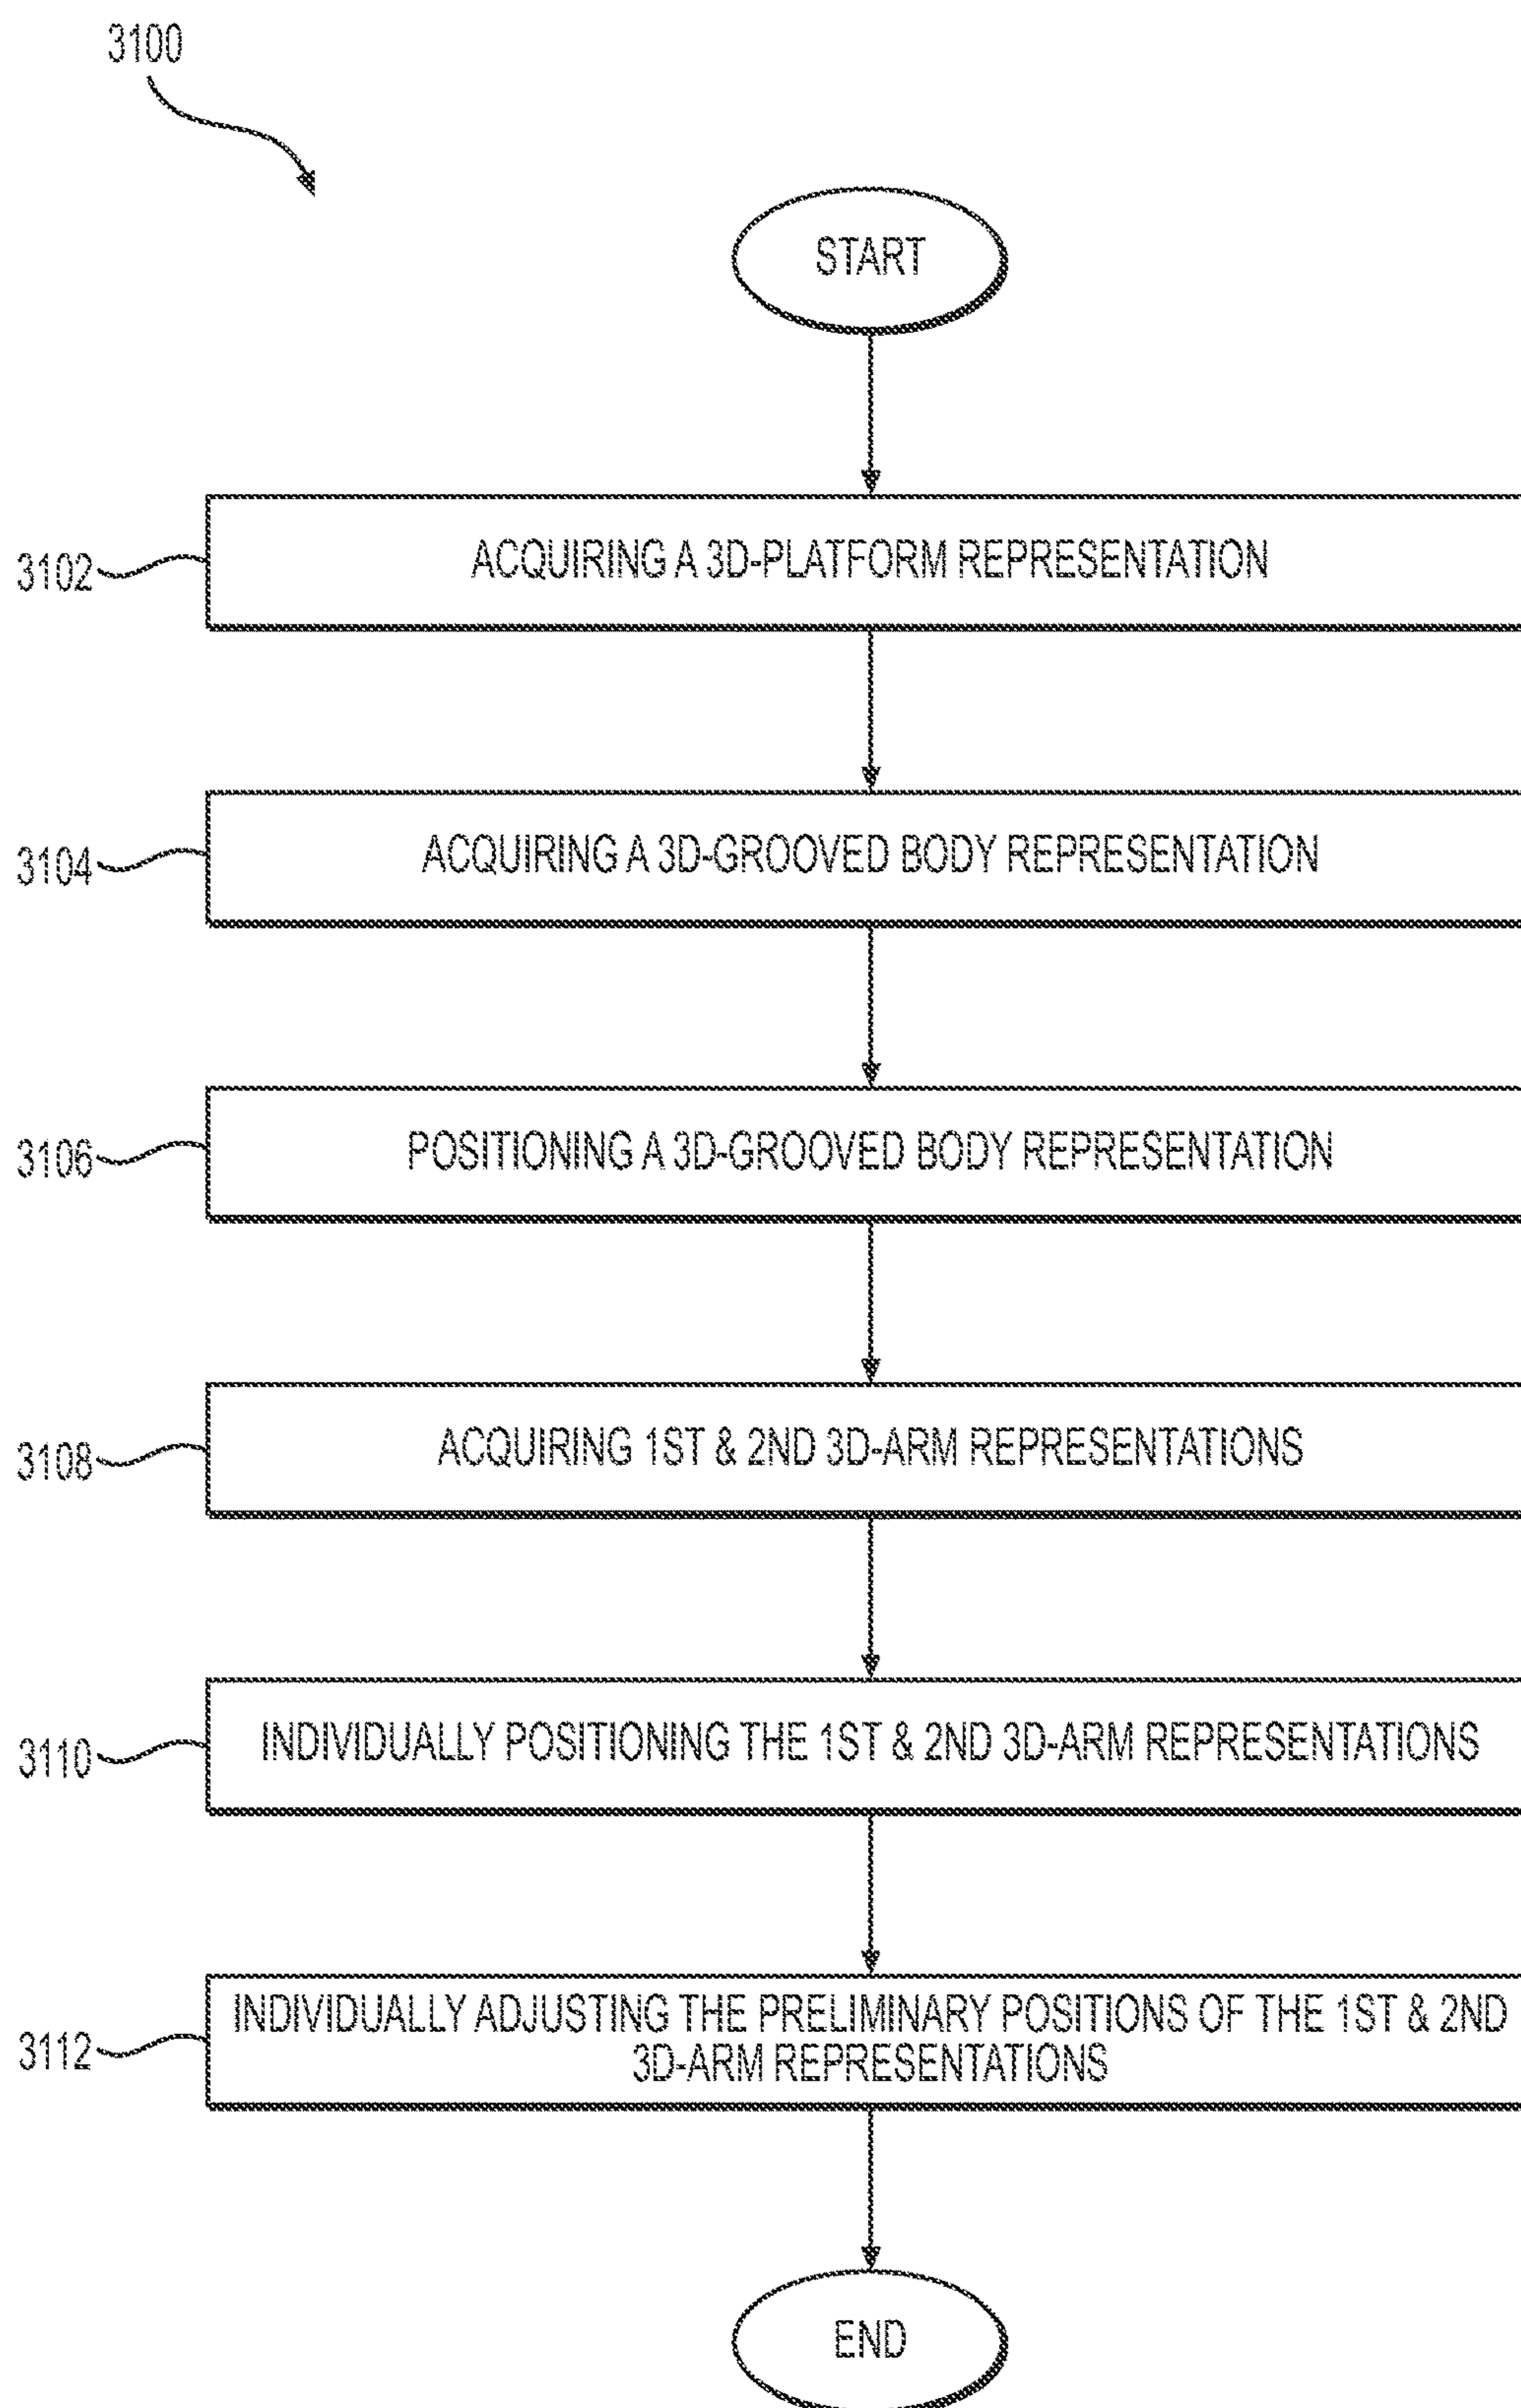 3100
START
3102
ACQUIRING A 3D-PLATFORM REPRESENTATION
3104
ACQUIRING A 3D-GROOVED BODY REPRESENTATION
3106
POSITIONING A 3D-GROOVED BODY REPRESENTATION
3108
ACQUIRING 1ST & 2ND 3D-ARM REPRESENTATIONS
3110
INDIVIDUALLY POSITIONING THE 1ST & 2ND 3D-ARM REPRESENTATIONS
3112
INDIVIDUALLY ADJUSTING THE PRELIMINARY POSITIONS OF THE 1ST & 2ND
3D-ARM REPRESENTATIONS
END